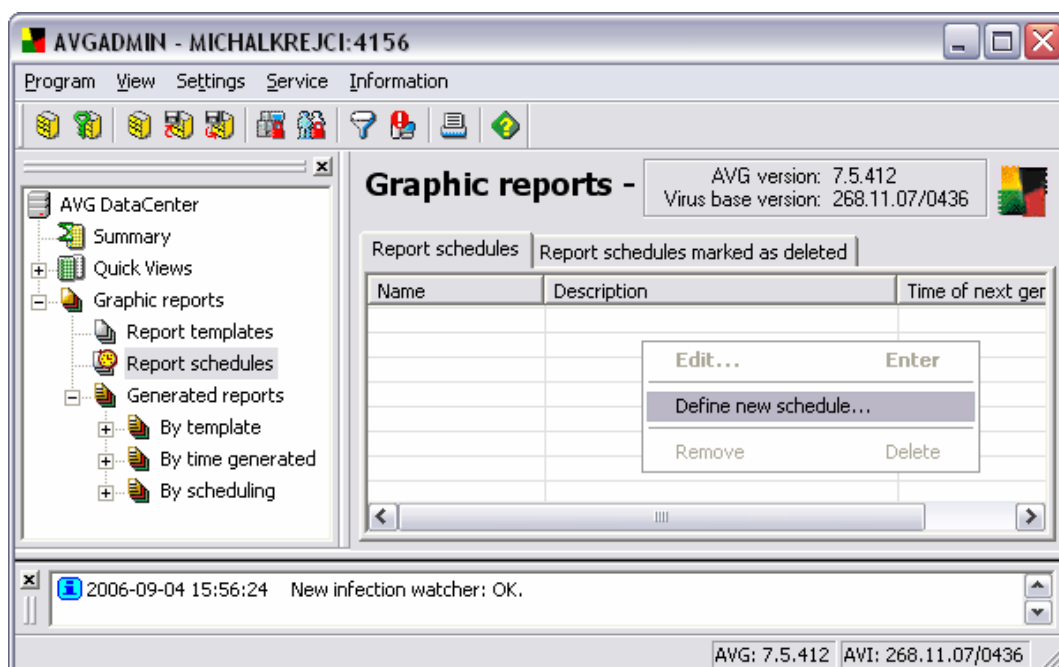 AVGADMIN - MICHALKREJCI:4156
Program View Settings Service Information
AVG DataCenter
Summary
Quick Views
Graphic reports
Report templates
Report schedules
Generated reports
By template
By time generated
By scheduling
Graphic reports -
AVG version: 7.5.412
Virus base version: 268.11.07/0436
Report schedules Report schedules marked as deleted
Name Description Time of next ger
Edit... Enter
Define new schedule...
Remove Delete
2006-09-04 15:56:24 New infection watcher: OK.
AVG: 7.5.412 AVI: 268.11.07/0436